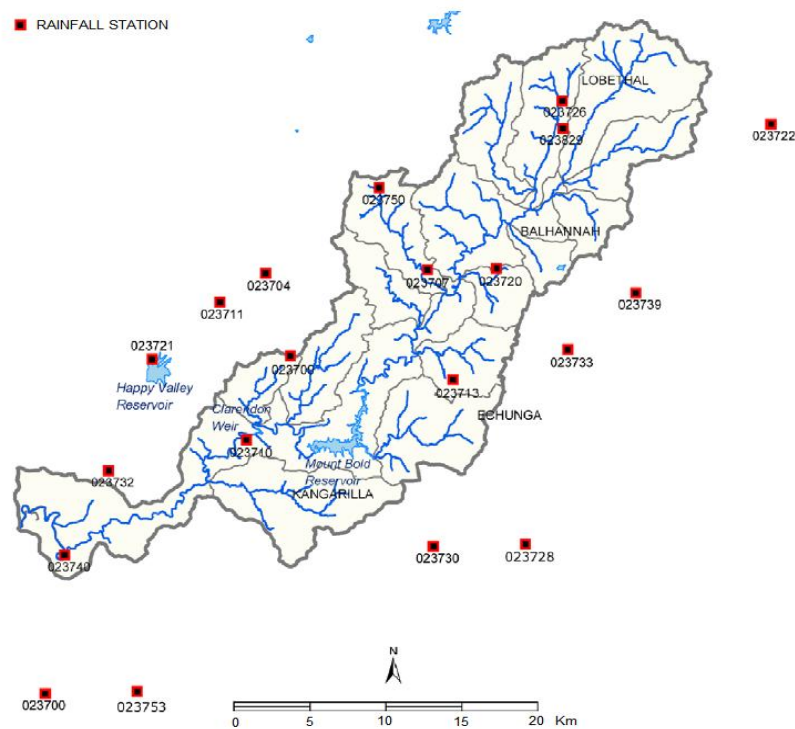 RAINFALL STATION
LOBETHAL
023726
023829
023722
023750
BALHANNAH
023704
023707
023720
023711
023739
023721
023733
023709
Happy Valley
Reservoir
023713
Clarendon
Weir
ECHUNGA
023710
Mount Bold
Reservoir
023732
KANGARILLA
023730
023728
023740
N
023700
023753
0 5 10 15 20 Km